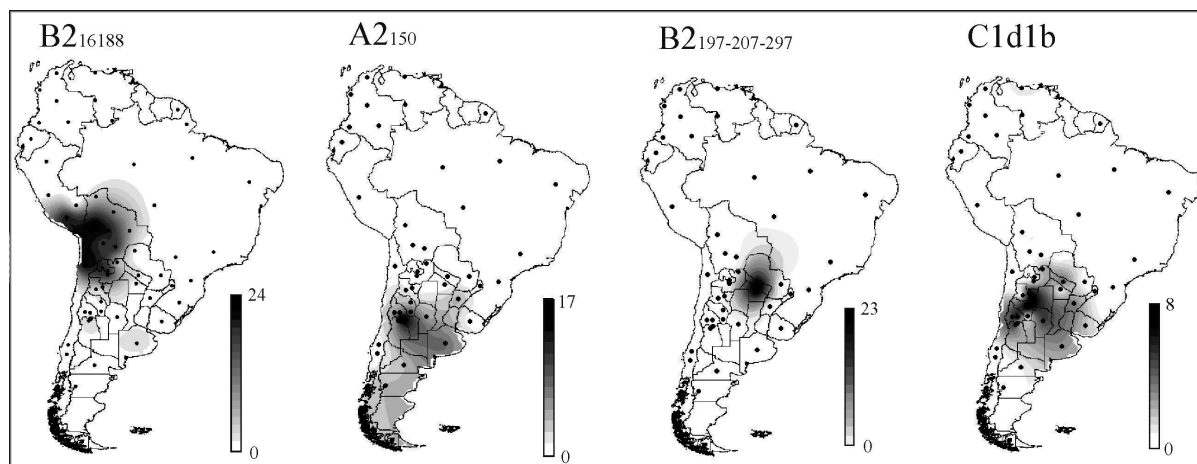 B2₁₆₁₈₈
A2₁₅₀
B2₁₉₇₋₂₀₇₋₂₉₇
C1d1b
24
0
17
0
23
0
8
0